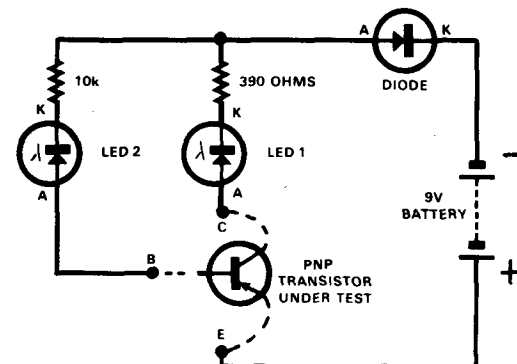 A
K
DIODE
10k
390 OHMS
K
K
λ
LED 2
λ
LED 1
A
A
C
9V
BATTERY
−
+
B
PNP
TRANSISTOR
UNDER TEST
E